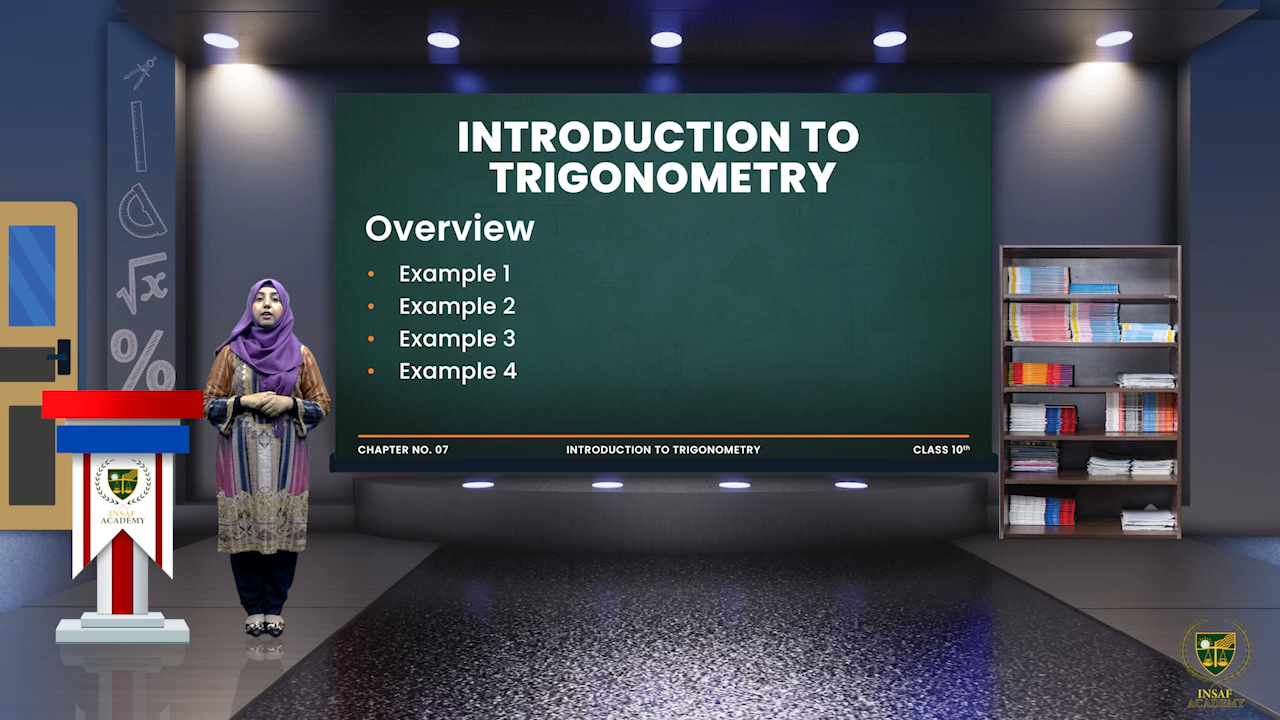 INTRODUCTION TO
TRIGONOMETRY
Overview
• Example 1
• Example 2
• Example 3
• Example 4
CHAPTER NO. 07
INTRODUCTION TO TRIGONOMETRY
CLASS 10th
√x
%
INSAF
ACADEMY
INSAF
ACADEMY